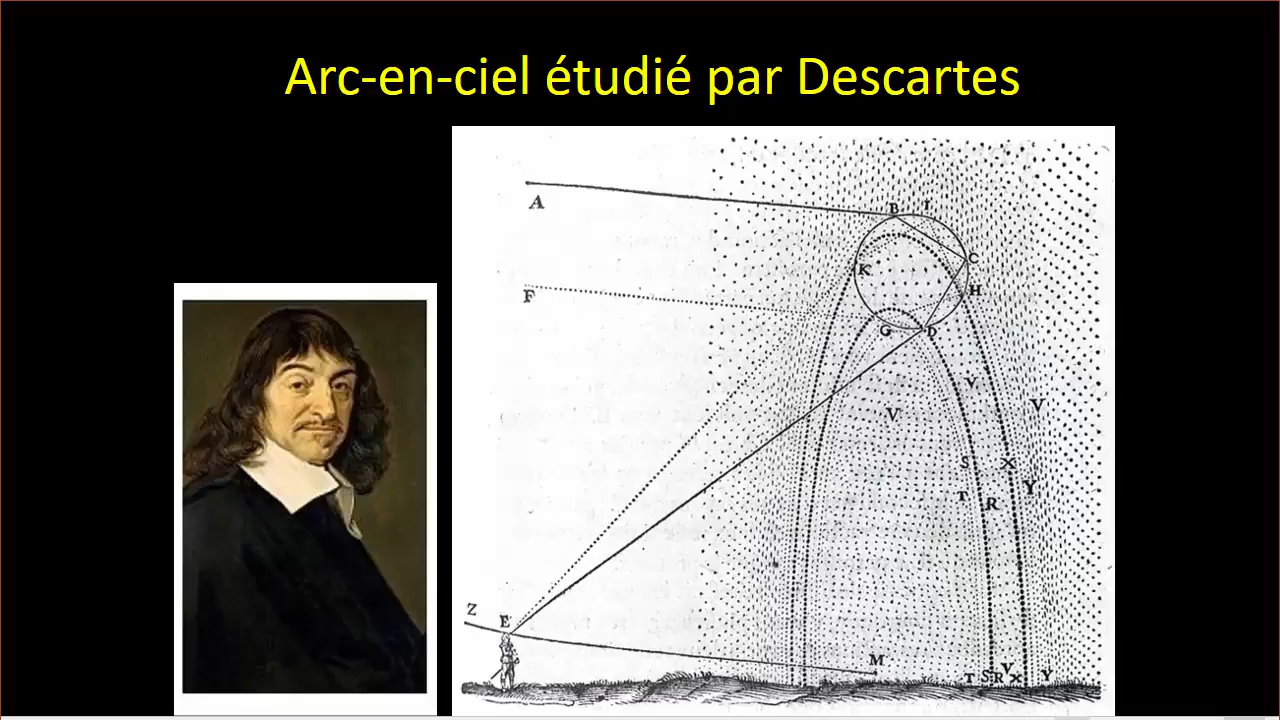 Arc-en-ciel étudié par Descartes
A
B I
F
K C
H
G D
V
V V
S X
T R Y
Z E
M V
T S R X Y